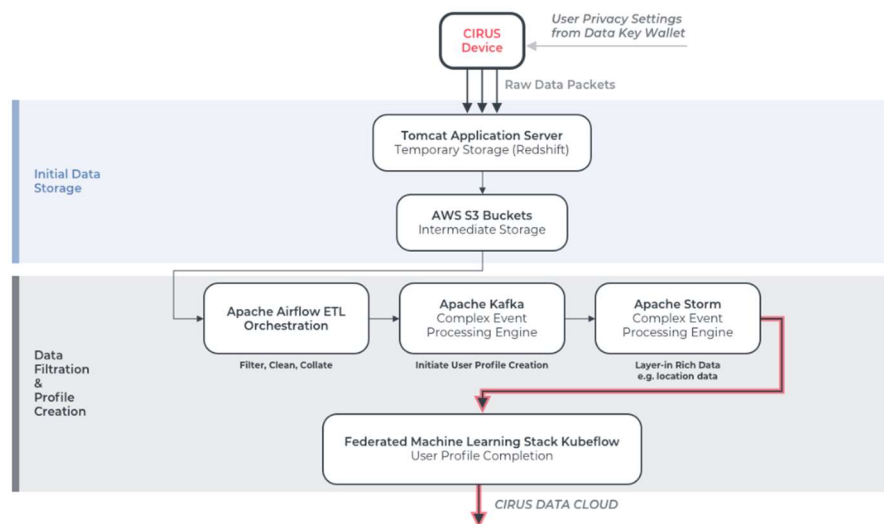 CIRUS
Device
User Privacy Settings
from Data Key Wallet
Raw Data Packets
Tomcat Application Server
Temporary Storage (Redshift)
Initial Data
Storage
AWS S3 Buckets
Intermediate Storage
Apache Airflow ETL
Orchestration
Apache Kafka
Complex Event
Processing Engine
Apache Storm
Complex Event
Processing Engine
Filter, Clean, Collate
Initiate User Profile Creation
Layer-in Rich Data
e.g. location data
Data
Filtration
&
Profile
Creation
Federated Machine Learning Stack Kubeflow
User Profile Completion
CIRUS DATA CLOUD